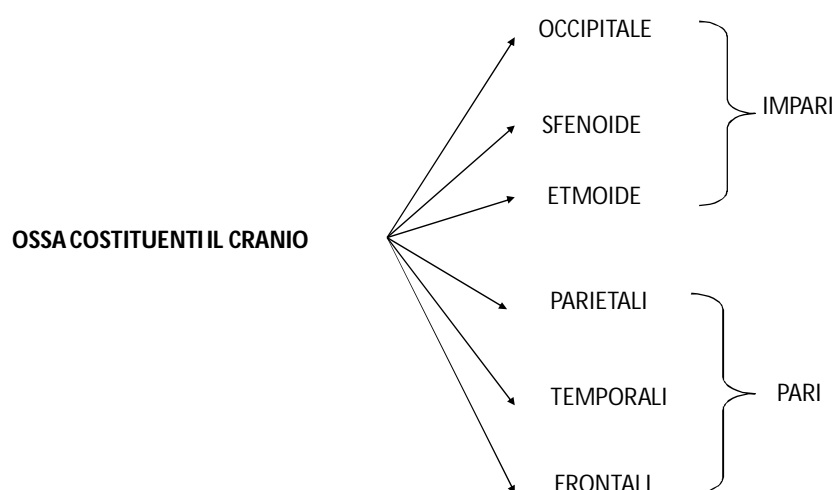 OCCIPITALE
IMPARI
SFENOIDE
ETMOIDE
OSSA COSTITUENTI IL CRANIO
PARIETALI
TEMPORALI
PARI
FRONTALI